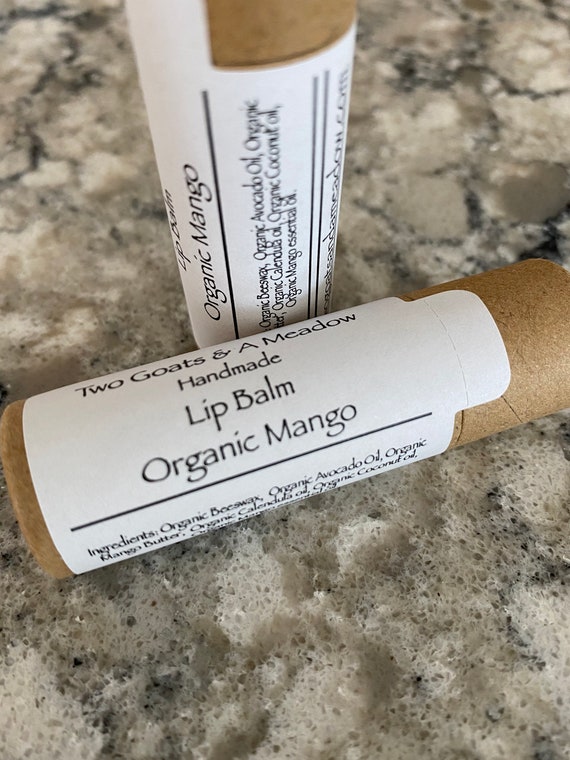 Lip Balm
Organic Mango
Organic Beeswax, Organic Avocado Oil, Organic
Butter, Organic Calendula oil, Organic Coconut oil,
Organic Mango essential oil.
Two Goats & A Meadow
Handmade
Lip Balm
Organic Mango
Ingredients: Organic Beeswax, Organic Avocado Oil, Organic
Mango Butter, Organic Calendula oil, Organic Coconut oil,